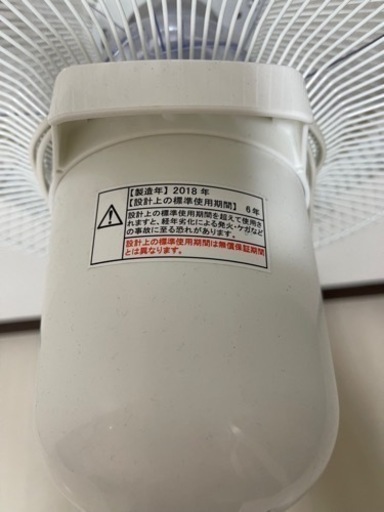 【製造年】2018年
【設計上の標準使用期間】 6年
設計上の標準使用期間を超えて使用さ
れますと、経年劣化による発火・ケガなど
の事故に至る恐れがあります。
設計上の標準使用期間は無償保証期間
とは異なります。